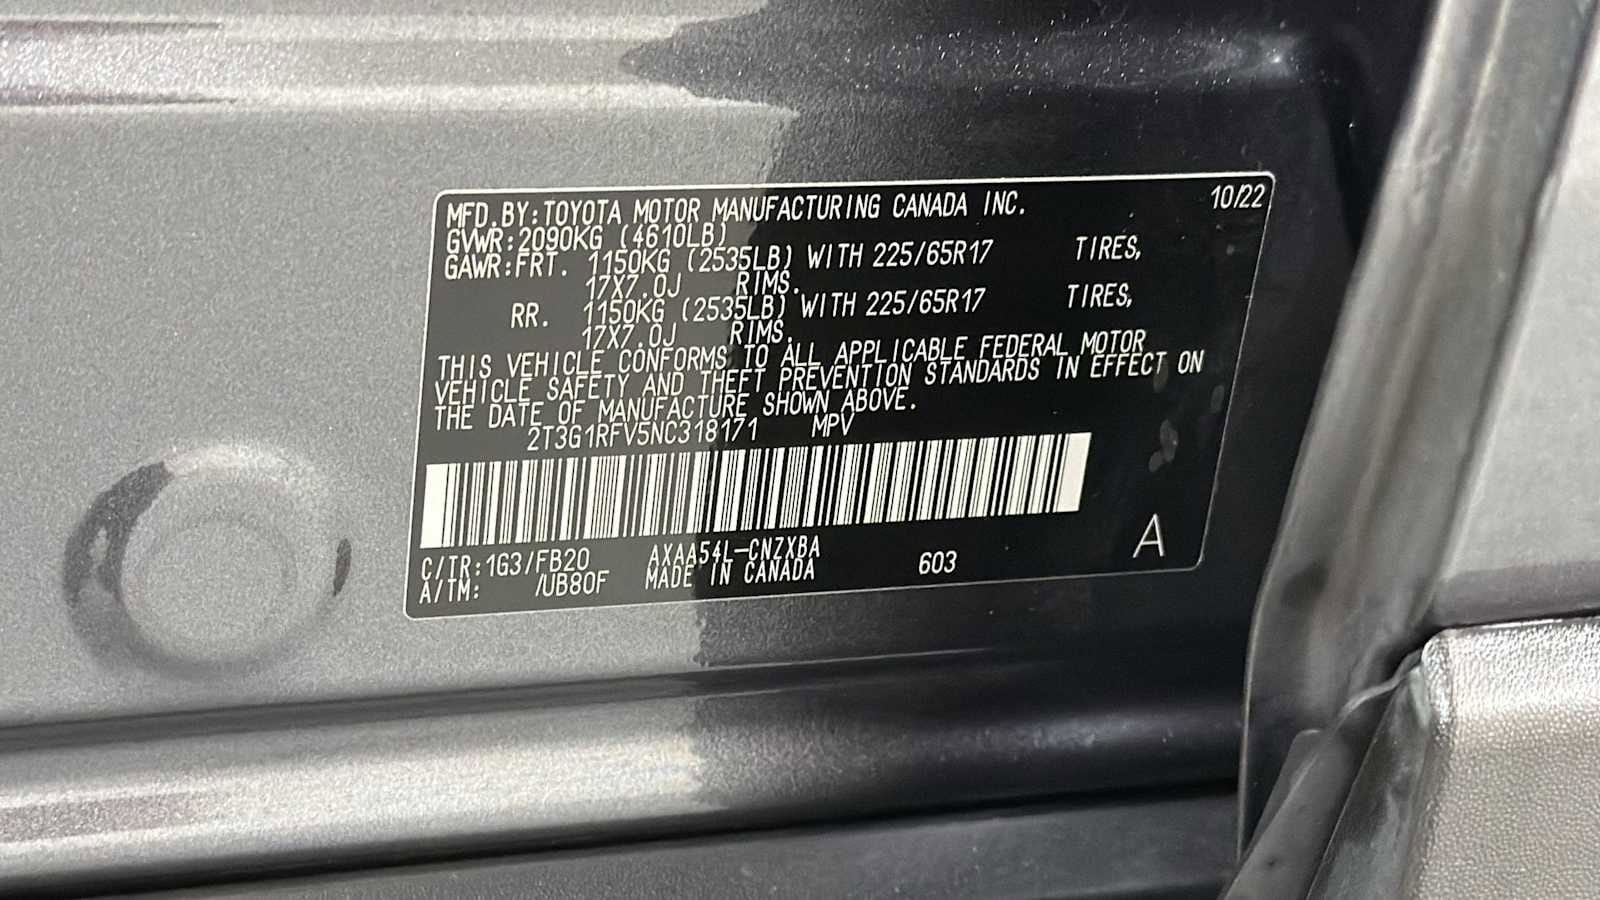 10/22
MFD.BY:TOYOTA MOTOR MANUFACTURING CANADA INC.
GVWR:2090KG (4610LB)
GAWR:FRT. 1150KG (2535LB) WITH 225/65R17 TIRES,
17X7.0J RIMS.
RR. 1150KG (2535LB) WITH 225/65R17 TIRES,
17X7.0J RIMS.
THIS VEHICLE CONFORMS TO ALL APPLICABLE FEDERAL MOTOR
VEHICLE SAFETY AND THEFT PREVENTION STANDARDS IN EFFECT ON
THE DATE OF MANUFACTURE SHOWN ABOVE.
2T3G1RFV5NC318171 MPV
C/TR:1G3/FB20 AXAA54L-CNZXBA 603 A
A/TM: /UB80F MADE IN CANADA